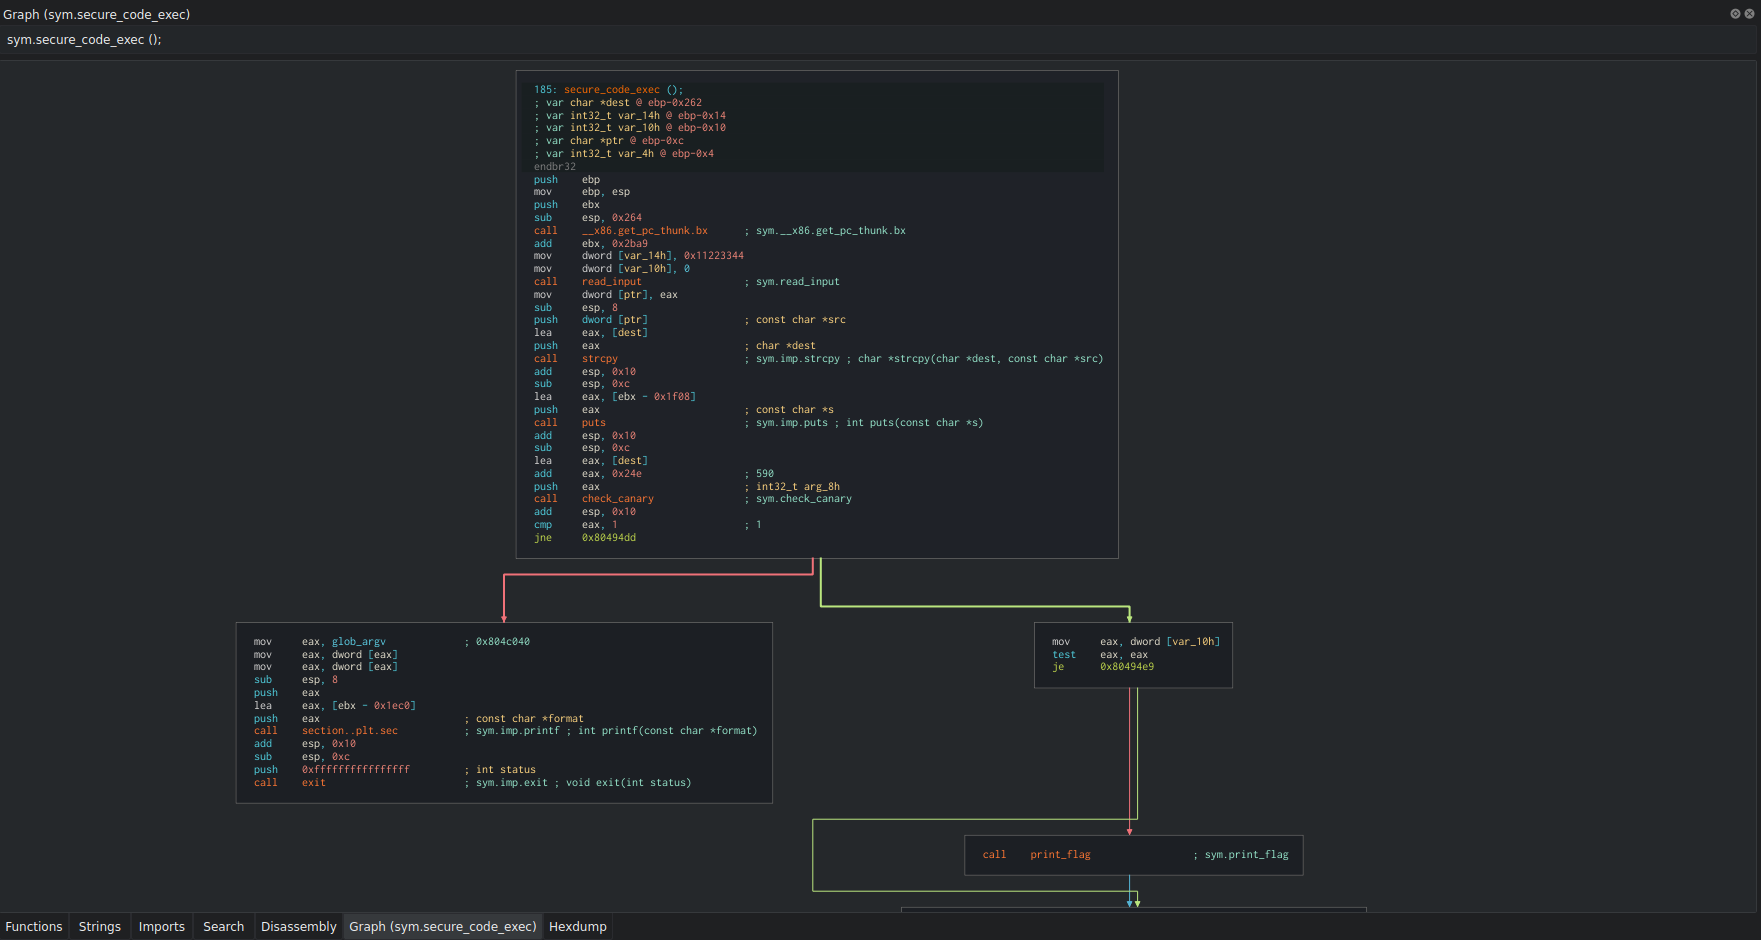 Graph (sym.secure_code_exec)
sym.secure_code_exec ();
185: secure_code_exec ();
; var char *dest @ ebp-0x262
; var int32_t var_14h @ ebp-0x14
; var int32_t var_10h @ ebp-0x10
; var char *ptr @ ebp-0xc
; var int32_t var_4h @ ebp-0x4
endbr32
push ebp
mov ebp, esp
push ebx
sub esp, 0x264
call __x86.get_pc_thunk.bx ; sym.__x86.get_pc_thunk.bx
add ebx, 0x2ba9
mov dword [var_14h], 0x11223344
mov dword [var_10h], 0
call read_input ; sym.read_input
mov dword [ptr], eax
sub esp, 8
push dword [ptr] ; const char *src
lea eax, [dest]
push eax ; char *dest
call strcpy ; sym.imp.strcpy ; char *strcpy(char *dest, const char *src)
add esp, 0x10
sub esp, 0xc
lea eax, [ebx - 0x1f08]
push eax ; const char *s
call puts ; sym.imp.puts ; int puts(const char *s)
add esp, 0x10
sub esp, 0xc
lea eax, [dest]
add eax, 0x24e ; 590
push eax ; int32_t arg_8h
call check_canary ; sym.check_canary
add esp, 0x10
cmp eax, 1 ; 1
jne 0x80494dd
mov eax, glob_argv ; 0x804c040
mov eax, dword [eax]
mov eax, dword [eax]
sub esp, 8
push eax
lea eax, [ebx - 0x1ec0]
push eax ; const char *format
call section..plt.sec ; sym.imp.printf ; int printf(const char *format)
add esp, 0x10
sub esp, 0xc
push 0xffffffffffffffff ; int status
call exit ; sym.imp.exit ; void exit(int status)
mov eax, dword [var_10h]
test eax, eax
je 0x80494e9
call print_flag ; sym.print_flag
Functions Strings Imports Search Disassembly Graph (sym.secure_code_exec) Hexdump